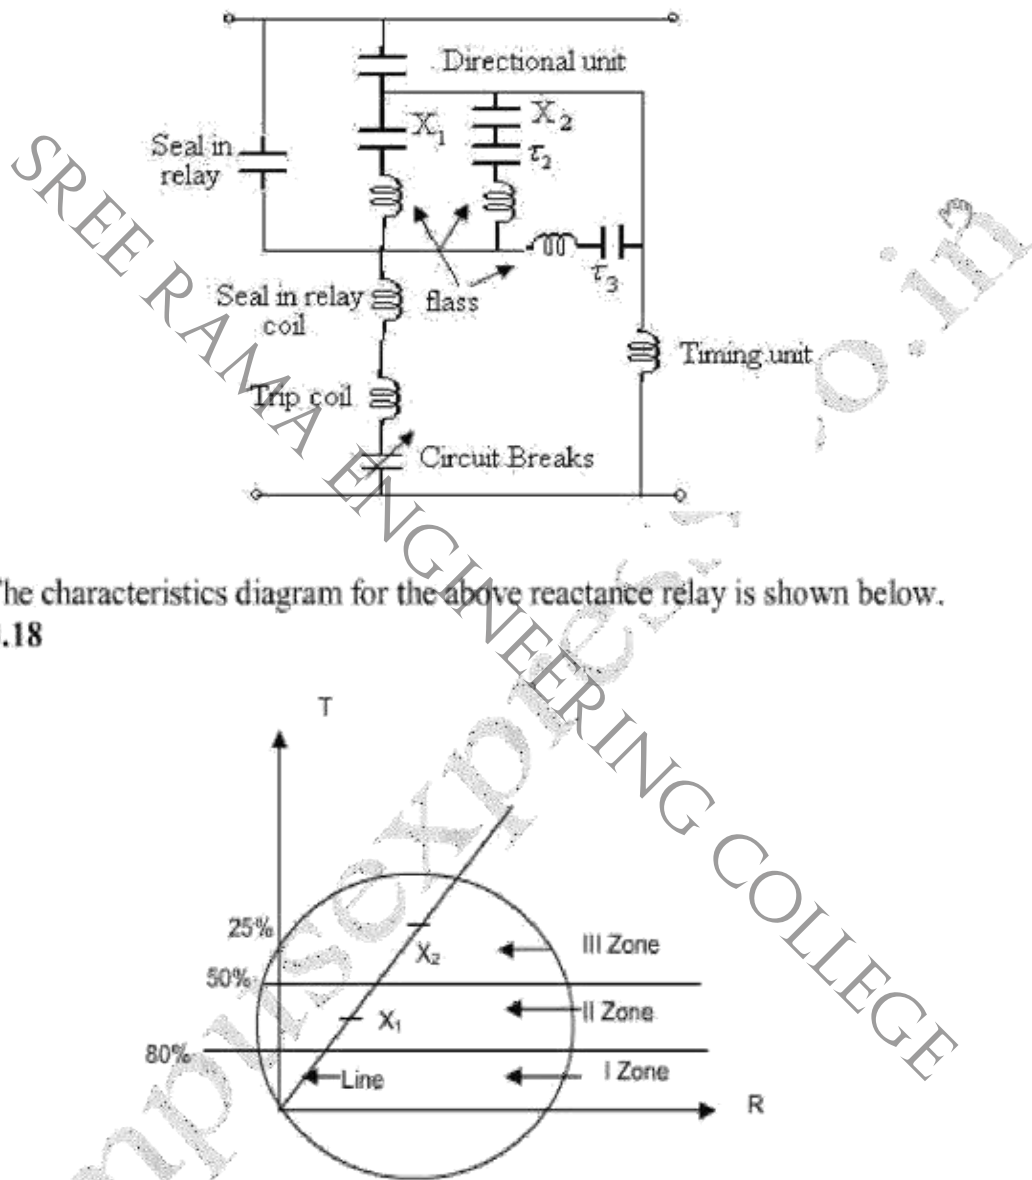 Directional unit
X₁
X₂
τ₂
Seal in
relay
τ₃
Seal in relay
coil
flass
Timing unit
Trip coil
Circuit Breaks
The characteristics diagram for the above reactance relay is shown below.
.18
T
25%
III Zone
X₂
50%
II Zone
X₁
80%
Line
I Zone
R
SREE RAMA ENGINEERING COLLEGE